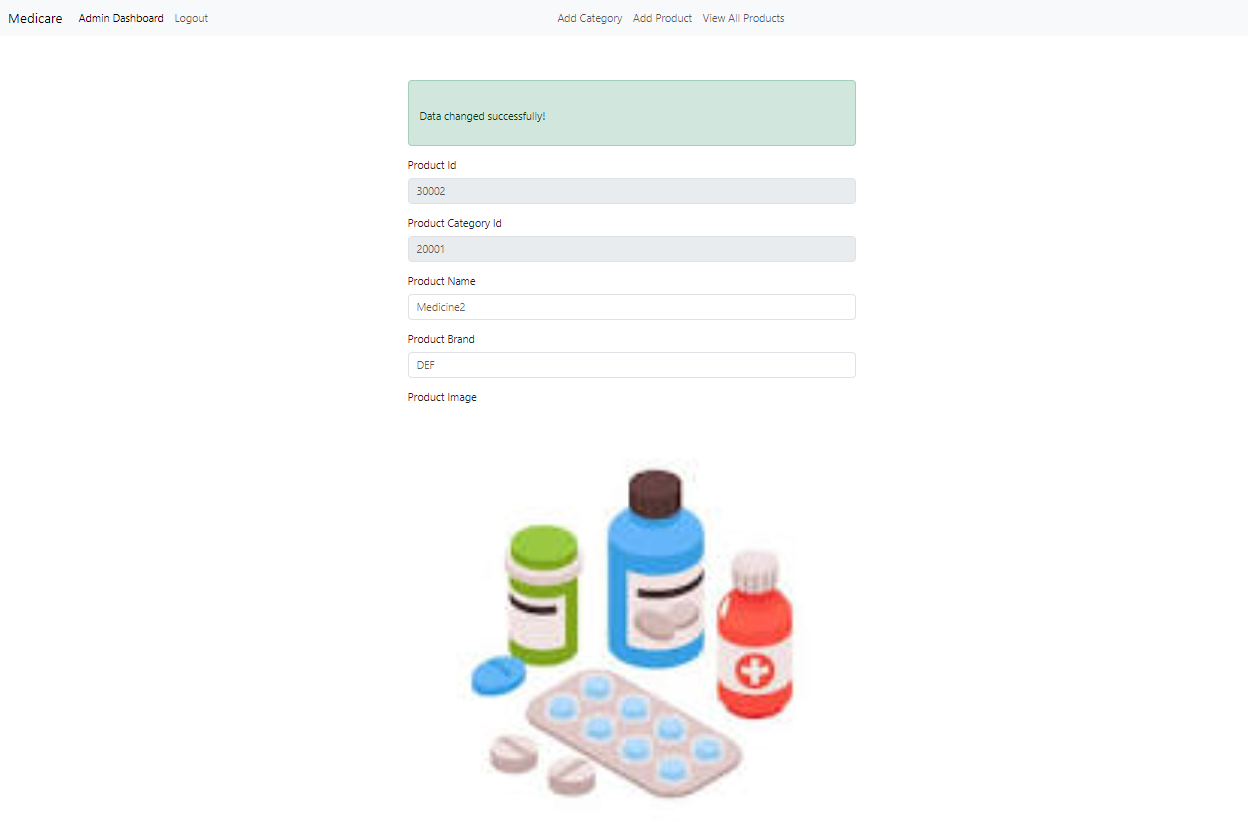 Medicare Admin Dashboard Logout Add Category Add Product View All Products
Data changed successfully!
Product Id
30002
Product Category Id
20001
Product Name
Medicine2
Product Brand
DEF
Product Image